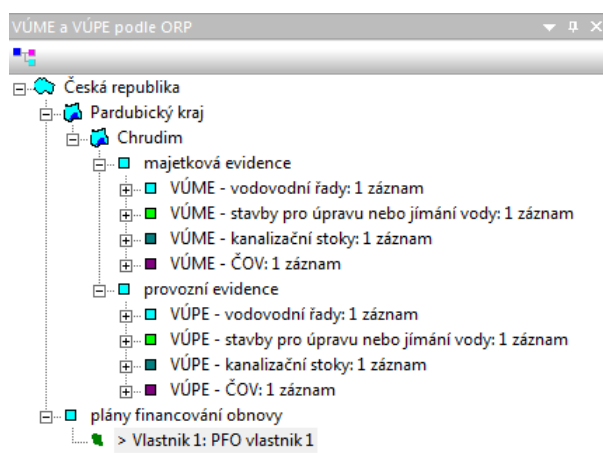 VÚME a VÚPE podle ORP
Česká republika
Pardubický kraj
Chrudim
majetková evidence
VÚME - vodovodní řady: 1 záznam
VÚME - stavby pro úpravu nebo jímání vody: 1 záznam
VÚME - kanalizační stoky: 1 záznam
VÚME - ČOV: 1 záznam
provozní evidence
VÚPE - vodovodní řady: 1 záznam
VÚPE - stavby pro úpravu nebo jímání vody: 1 záznam
VÚPE - kanalizační stoky: 1 záznam
VÚPE - ČOV: 1 záznam
plány financování obnovy
> Vlastník 1: PFO vlastník 1